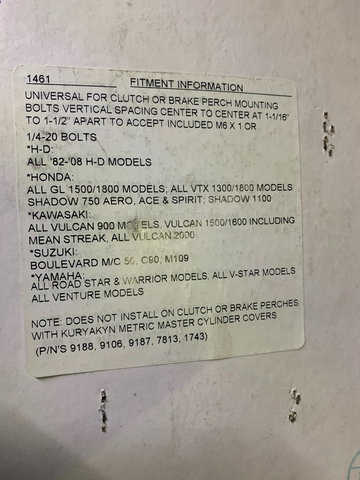 1461 FITMENT INFORMATION
UNIVERSAL FOR CLUTCH OR BRAKE PERCH MOUNTING
BOLTS VERTICAL SPACING CENTER TO CENTER AT 1-1/16"
TO 1-1/2" APART TO ACCEPT INCLUDED M6 X 1 OR
1/4-20 BOLTS
*H-D:
ALL '82-'08 H-D MODELS
*HONDA:
ALL GL 1500/1800 MODELS; ALL VTX 1300/1800 MODELS
SHADOW 750 AERO, ACE & SPIRIT; SHADOW 1100
*KAWASAKI:
ALL VULCAN 900 MODELS, VULCAN 1500/1600 INCLUDING
MEAN STREAK, ALL VULCAN 2000
*SUZUKI:
BOULEVARD M/C 50, C90, M109
*YAMAHA:
ALL ROAD STAR & WARRIOR MODELS, ALL V-STAR MODELS
ALL VENTURE MODELS
NOTE: DOES NOT INSTALL ON CLUTCH OR BRAKE PERCHES
WITH KURYAKYN METRIC MASTER CYLINDER COVERS
(P/N'S 9188, 9106, 9187, 7813, 1743)